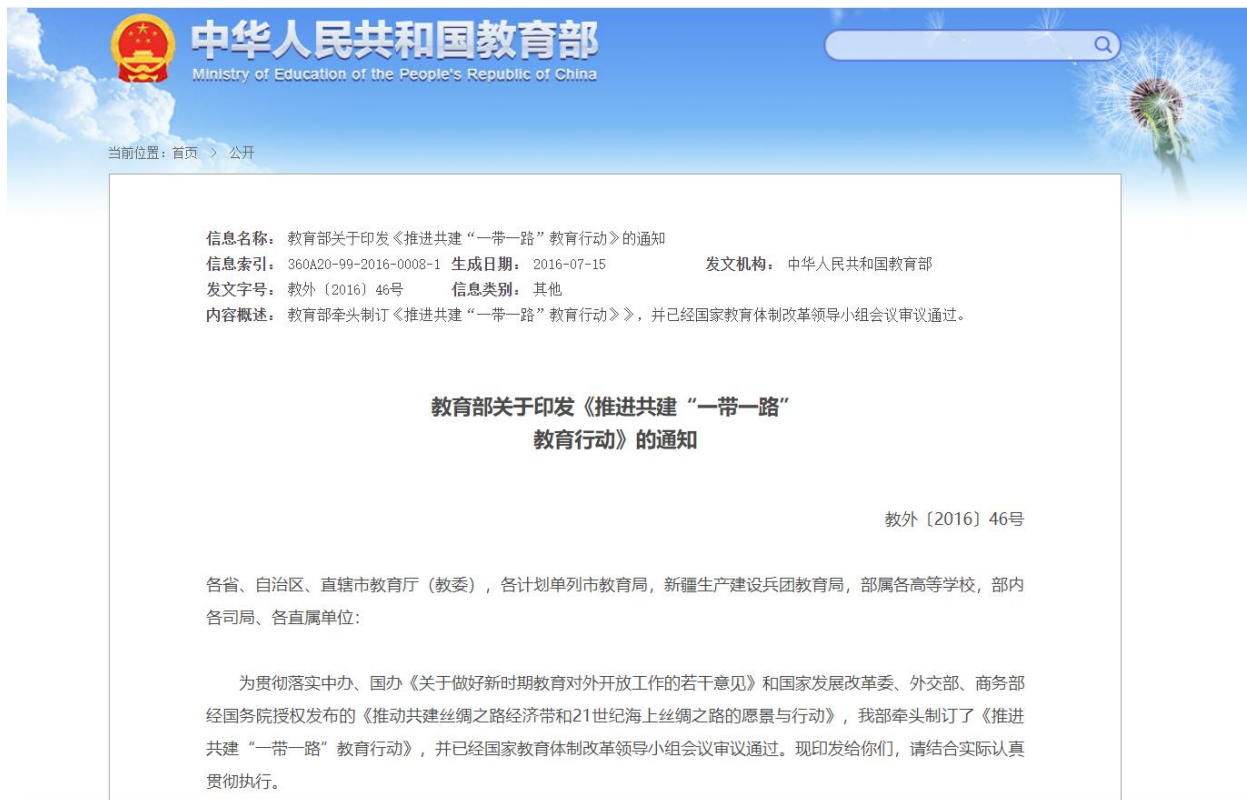 中华人民共和国教育部
Ministry of Education of the People's Republic of China
当前位置：首页 > 公开
信息名称： 教育部关于印发《推进共建“一带一路”教育行动》的通知
信息索引： 360A20-99-2016-0008-1 生成日期： 2016-07-15 发文机构： 中华人民共和国教育部
发文字号： 教外〔2016〕46号 信息类别： 其他
内容概述： 教育部牵头制订《推进共建“一带一路”教育行动》》，并已经国家教育体制改革领导小组会议审议通过。
教育部关于印发《推进共建“一带一路”
教育行动》的通知
教外〔2016〕46号
各省、自治区、直辖市教育厅（教委），各计划单列市教育局，新疆生产建设兵团教育局，部属各高等学校，部内
各司局、各直属单位：
为贯彻落实中办、国办《关于做好新时期教育对外开放工作的若干意见》和国家发展改革委、外交部、商务部
经国务院授权发布的《推动共建丝绸之路经济带和21世纪海上丝绸之路的愿景与行动》，我部牵头制订了《推进
共建“一带一路”教育行动》，并已经国家教育体制改革领导小组会议审议通过。现印发给你们，请结合实际认真
贯彻执行。